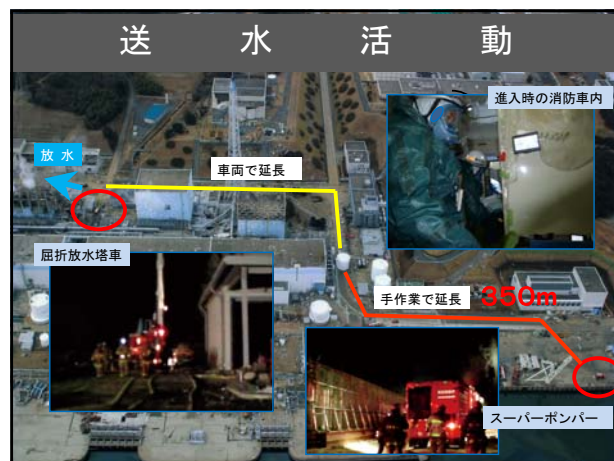 送水活動
進入時の消防車内
放水
車両で延長
屈折放水塔車
手作業で延長
350m
スーパーポンパー